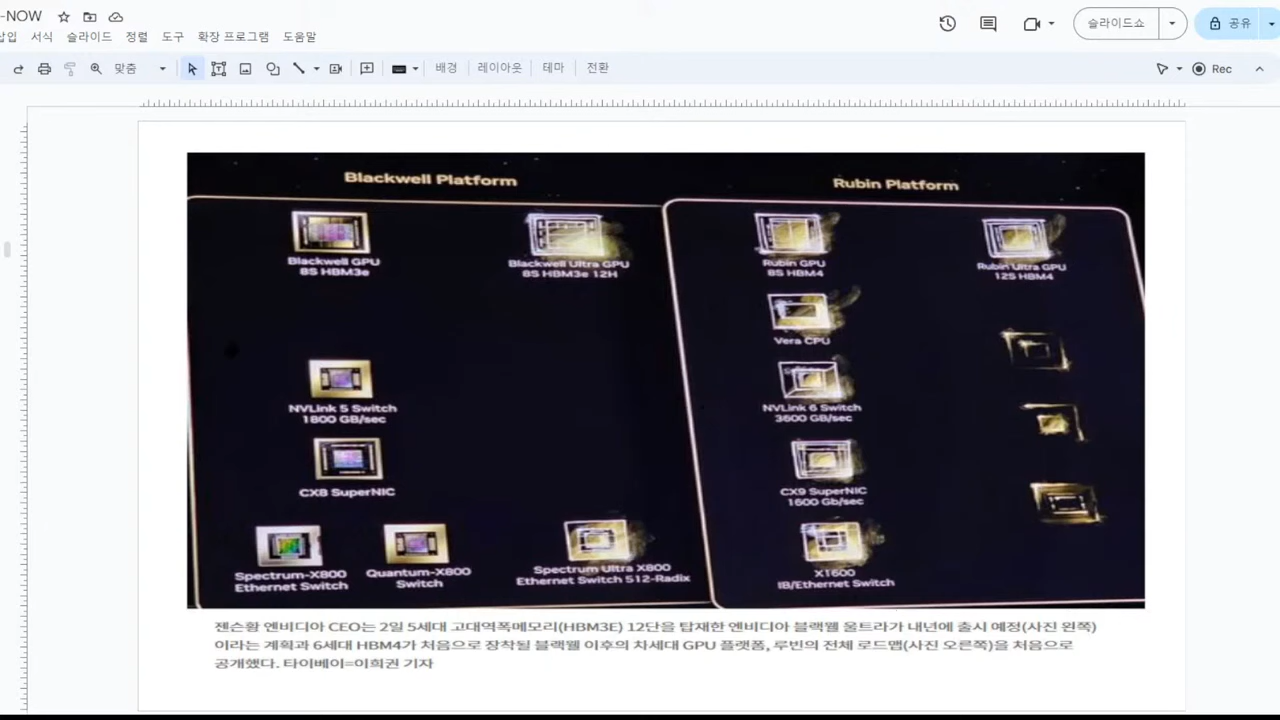 -NOW
삽입 서식 슬라이드 정렬 도구 확장 프로그램 도움말
슬라이드쇼
공유
맞춤
배경 레이아웃 테마 전환
Rec
Blackwell Platform
Rubin Platform
Blackwell GPU
8S HBM3e
Blackwell Ultra GPU
8S HBM3e 12H
Rubin GPU
8S HBM4
Rubin Ultra GPU
12S HBM4
Vera CPU
NVLink 5 Switch
1800 GB/sec
NVLink 6 Switch
3600 GB/sec
CX8 SuperNIC
CX9 SuperNIC
1600 Gb/sec
Spectrum-X800
Ethernet Switch
Quantum-X800
Switch
Spectrum Ultra X800
Ethernet Switch 512-Radix
X1600
IB/Ethernet Switch
젠슨황 엔비디아 CEO는 2일 5세대 고대역폭메모리(HBM3E) 12단을 탑재한 엔비디아 블랙웰 울트라가 내년에 출시 예정(사진 왼쪽)
이라는 계획과 6세대 HBM4가 처음으로 장착될 블랙웰 이후의 차세대 GPU 플랫폼, 루빈의 전체 로드맵(사진 오른쪽)을 처음으로
공개했다. 타이베이=이희권 기자